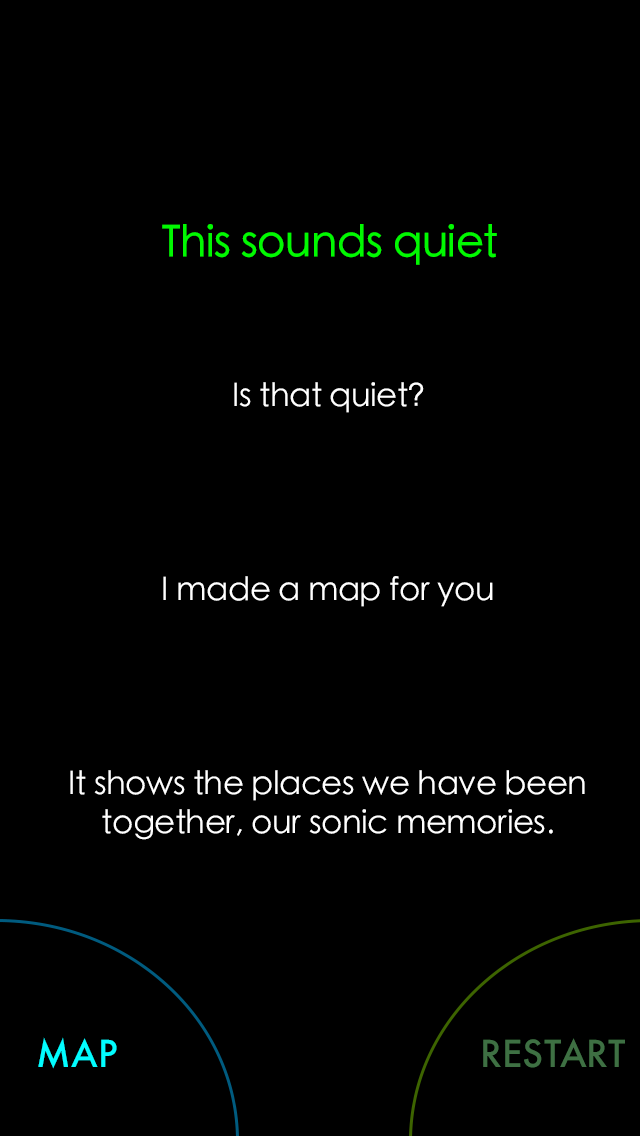 This sounds quiet
Is that quiet?
I made a map for you
It shows the places we have been
together, our sonic memories.
MAP
RESTART